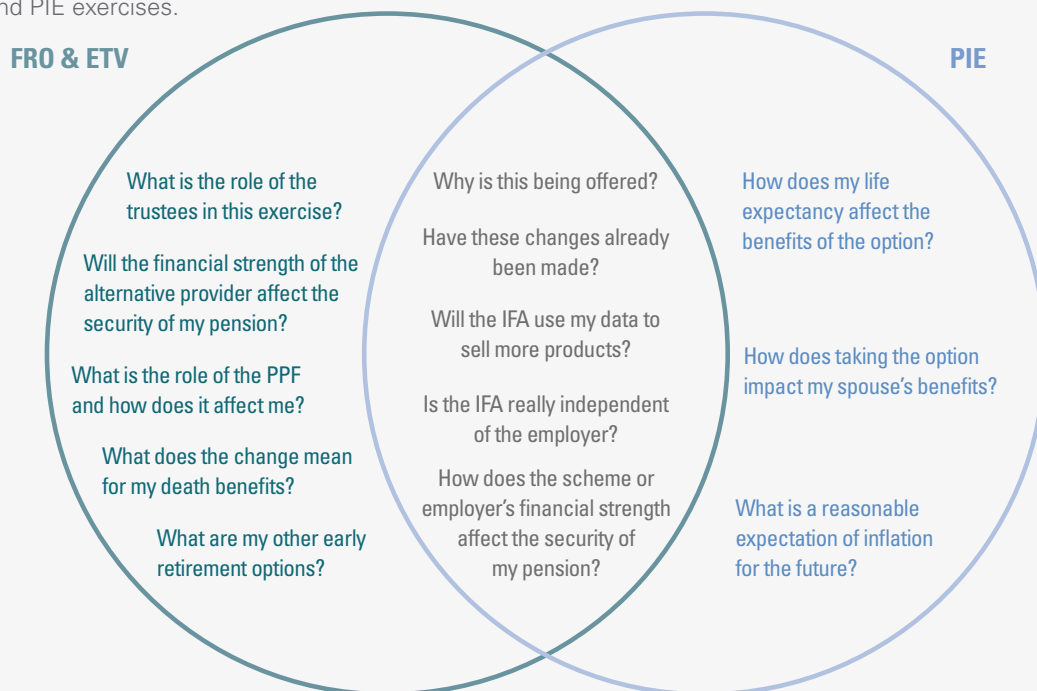 nd PIE exercises.
FRO & ETV
What is the role of the
trustees in this exercise?
Will the financial strength of the
alternative provider affect the
security of my pension?
What is the role of the PPF
and how does it affect me?
What does the change mean
for my death benefits?
What are my other early
retirement options?
Why is this being offered?
Have these changes already
been made?
Will the IFA use my data to
sell more products?
Is the IFA really independent
of the employer?
How does the scheme or
employer's financial strength
affect the security of
my pension?
PIE
How does my life
expectancy affect the
benefits of the option?
How does taking the option
impact my spouse's benefits?
What is a reasonable
expectation of inflation
for the future?